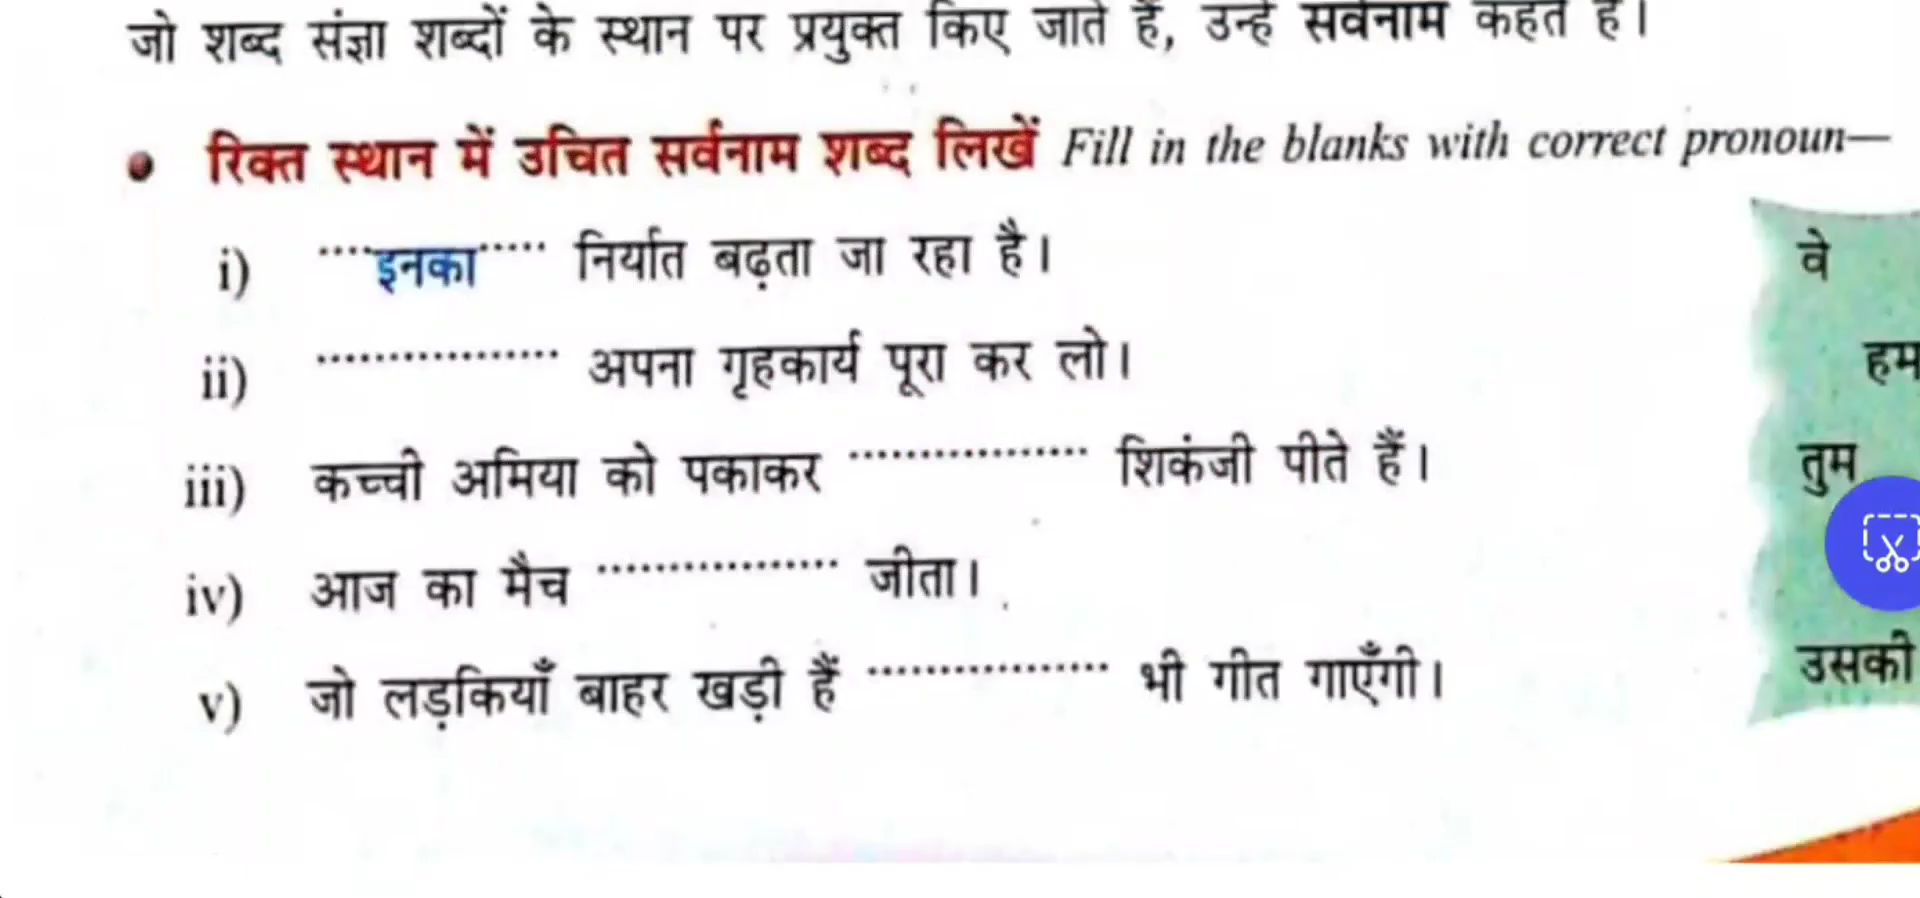 जो शब्द संज्ञा शब्दों के स्थान पर प्रयुक्त किए जाते हैं, उन्हें सर्वनाम कहते हैं।
रिक्त स्थान में उचित सर्वनाम शब्द लिखें Fill in the blanks with correct pronoun—
i) ....इनका..... निर्यात बढ़ता जा रहा है।
वे
ii) ................. अपना गृहकार्य पूरा कर लो।
हम
iii) कच्ची अमिया को पकाकर ................. शिकंजी पीते हैं।
तुम
iv) आज का मैच ................. जीता।
v) जो लड़कियाँ बाहर खड़ी हैं ................. भी गीत गाएँगी।
उसकी